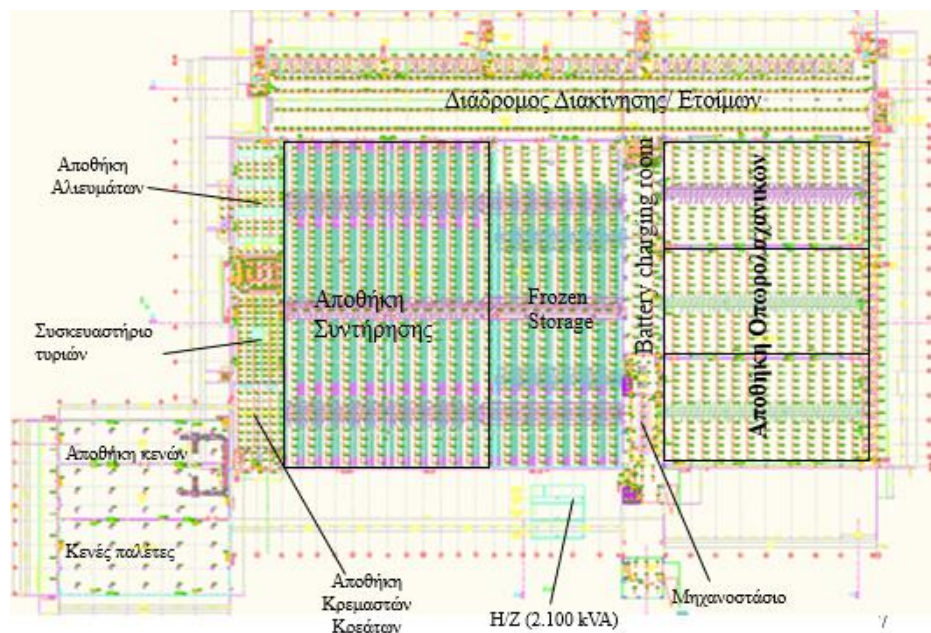 Διάδρομος Διακίνησης/ Ετοίμων
Αποθήκη
Αλιευμάτων
Συσκευαστήριο
τυριών
Αποθήκη
Συντήρησης
Frozen
Storage
Battery charging room
Αποθήκη Οπωρολαχανικών
Αποθήκη κενών
Κενές παλέτες
Αποθήκη
Κρεμαστών
Κρεάτων
Η/Ζ (2.100 kVA)
Μηχανοστάσιο
7